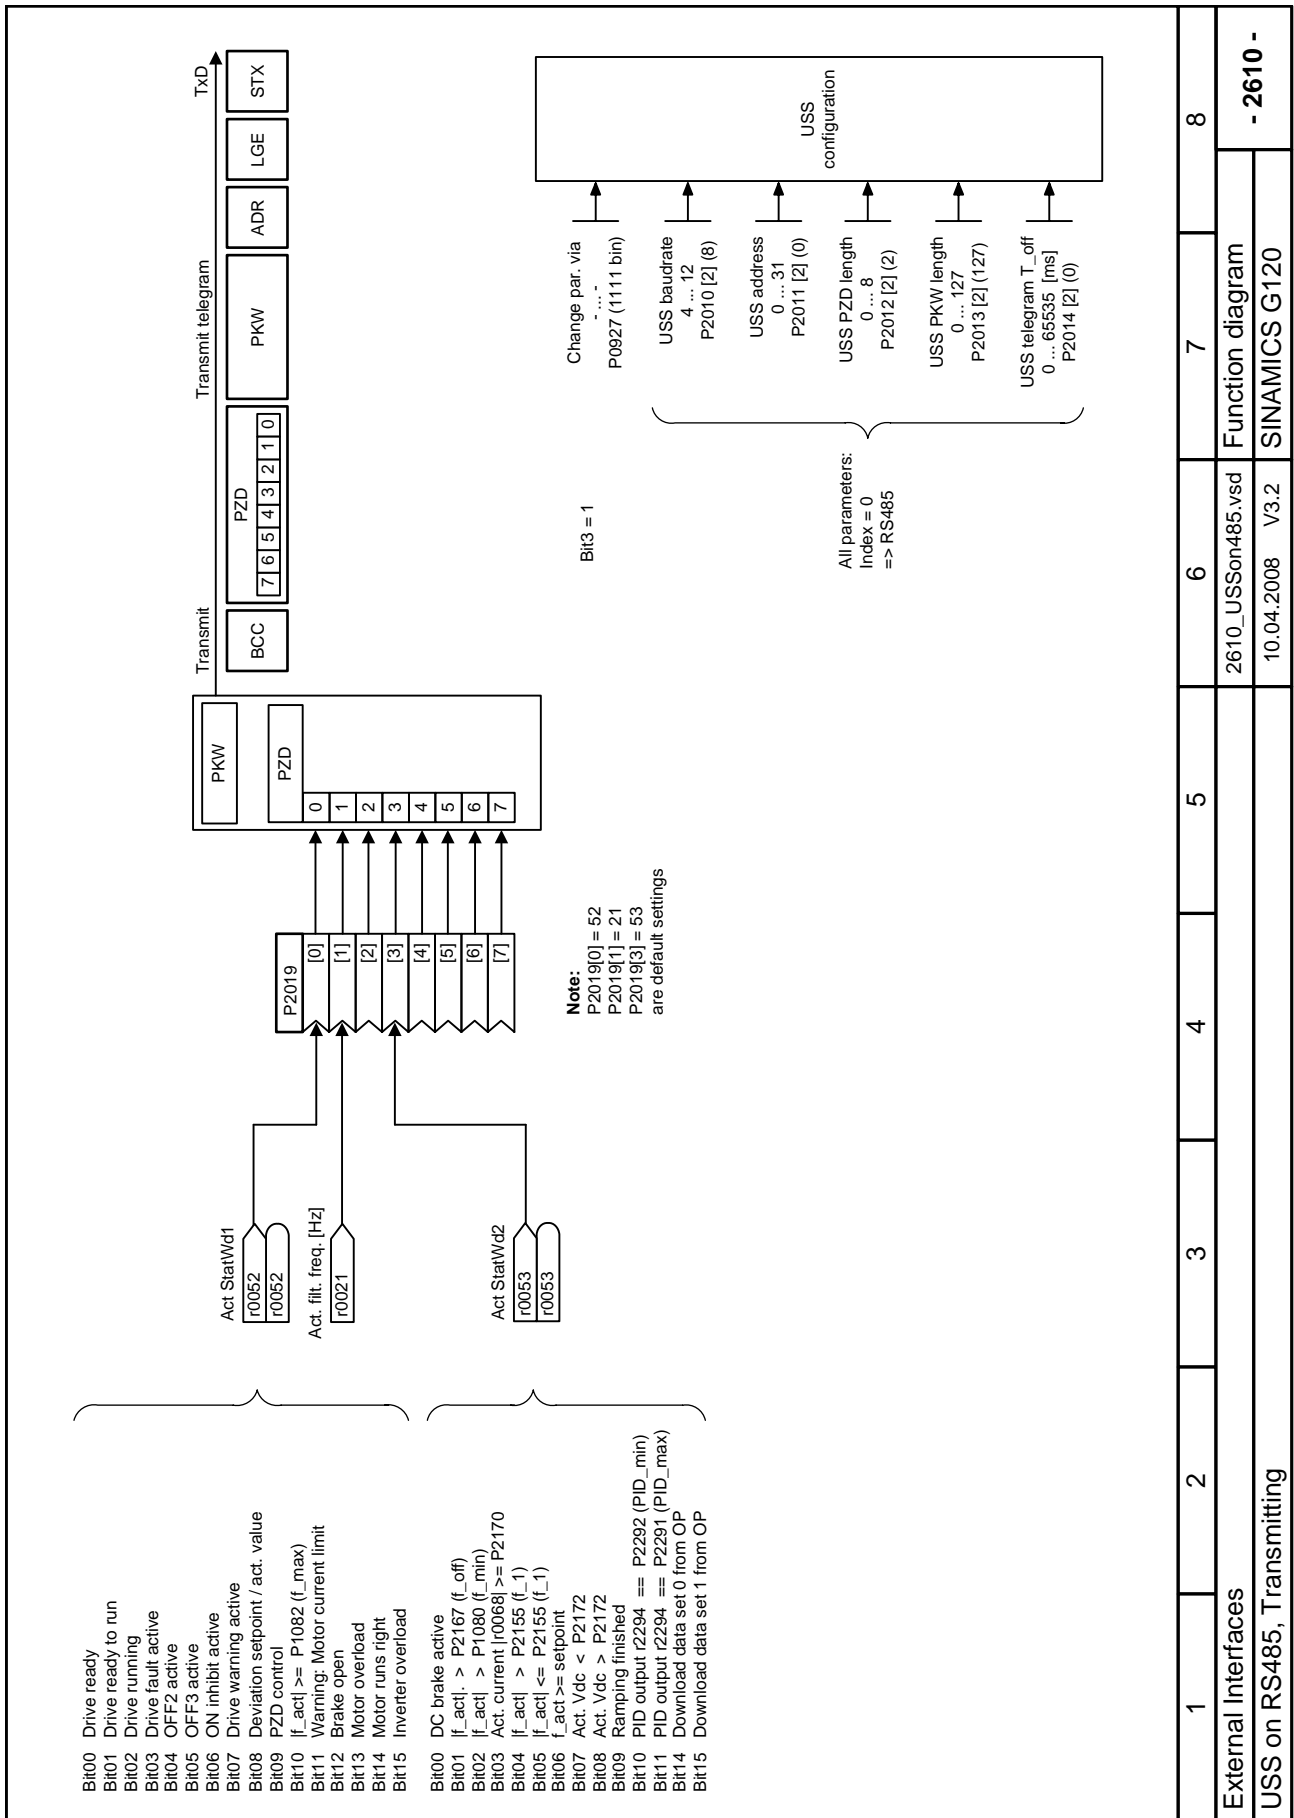 Bit00 Drive ready
Bit01 Drive ready to run
Bit02 Drive running
Bit03 Drive fault active
Bit04 OFF2 active
Bit05 OFF3 active
Bit06 ON inhibit active
Bit07 Drive warning active
Bit08 Deviation setpoint / act. value
Bit09 PZD control
Bit10 |f_act| >= P1082 (f_max)
Bit11 Warning: Motor current limit
Bit12 Brake open
Bit13 Motor overload
Bit14 Motor runs right
Bit15 Inverter overload
Bit00 DC brake active
Bit01 |f_act|. > P2167 (f_off)
Bit02 |f_act| > P1080 (f_min)
Bit03 Act. current |r0068| >= P2170
Bit04 |f_act| > P2155 (f_1)
Bit05 |f_act| <= P2155 (f_1)
Bit06 f_act >= setpoint
Bit07 Act. Vdc < P2172
Bit08 Act. Vdc > P2172
Bit09 Ramping finished
Bit10 PID output r2294 == P2292 (PID_min)
Bit11 PID output r2294 == P2291 (PID_max)
Bit14 Download data set 0 from OP
Bit15 Download data set 1 from OP
Act StatWd1
r0052
r0052
Act. filt. freq. [Hz]
r0021
Act StatWd2
r0053
r0053
P2019
[0]
[1]
[2]
[3]
[4]
[5]
[6]
[7]
Note:
P2019[0] = 52
P2019[1] = 21
P2019[3] = 53
are default settings
PKW
PZD
0
1
2
3
4
5
6
7
Transmit
Transmit telegram
TxD
BCC
PZD
7 6 5 4 3 2 1 0
PKW
ADR
LGE
STX
Bit3 = 1
All parameters:
Index = 0
=> RS485
Change par. via
- ... -
P0927 (1111 bin)
USS baudrate
4 ... 12
P2010 [2] (8)
USS address
0 ... 31
P2011 [2] (0)
USS PZD length
0 ... 8
P2012 [2] (2)
USS PKW length
0 ... 127
P2013 [2] (127)
USS telegram T_off
0 ... 65535 [ms]
P2014 [2] (0)
USS
configuration
1 2 3 4 5 6 7 8
External Interfaces
2610_USSon485.vsd
Function diagram
- 2610 -
USS on RS485, Transmitting
10.04.2008 V3.2
SINAMICS G120